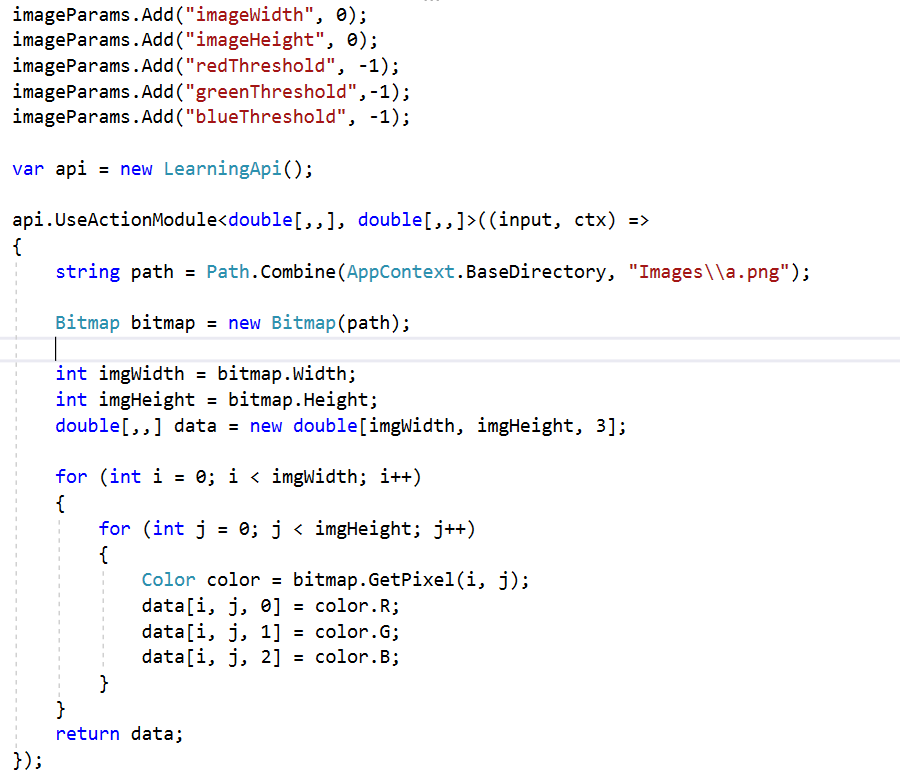 imageParams.Add("imageWidth", 0);
imageParams.Add("imageHeight", 0);
imageParams.Add("redThreshold", -1);
imageParams.Add("greenThreshold",-1);
imageParams.Add("blueThreshold", -1);

var api = new LearningApi();

api.UseActionModule<double[,,], double[,,]>((input, ctx) =>
{
    string path = Path.Combine(AppContext.BaseDirectory, "Images\\a.png");

    Bitmap bitmap = new Bitmap(path);

    int imgWidth = bitmap.Width;
    int imgHeight = bitmap.Height;
    double[,,] data = new double[imgWidth, imgHeight, 3];

    for (int i = 0; i < imgWidth; i++)
    {
        for (int j = 0; j < imgHeight; j++)
        {
            Color color = bitmap.GetPixel(i, j);
            data[i, j, 0] = color.R;
            data[i, j, 1] = color.G;
            data[i, j, 2] = color.B;
        }
    }
    return data;
});